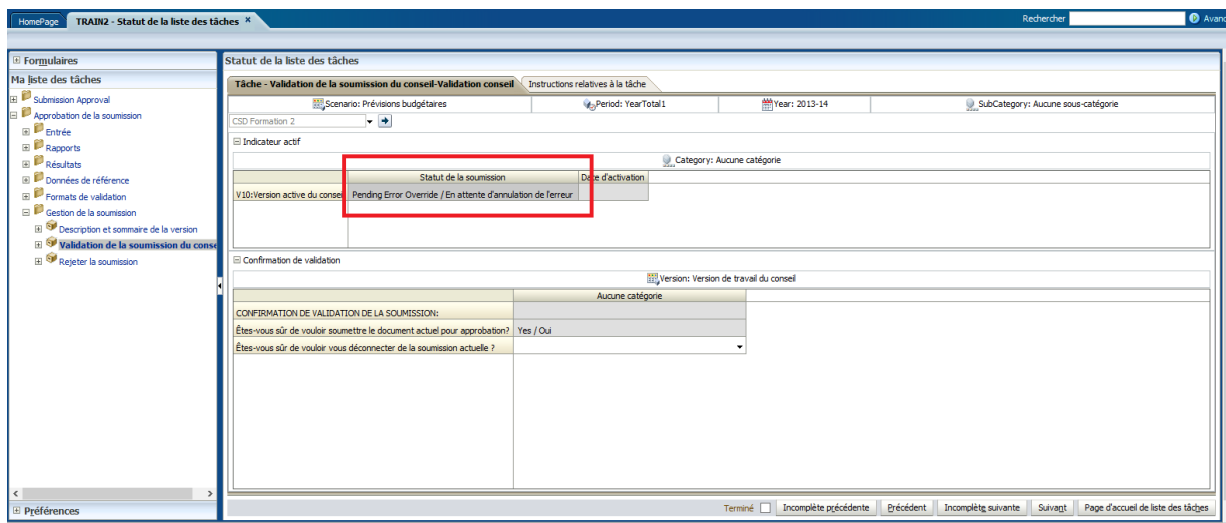 HomePage TRAIN2 - Statut de la liste des tâches × Rechercher
Formulaires
Ma liste des tâches
Submission Approval
Approbation de la soumission
Entrée
Rapports
Résultats
Données de référence
Formats de validation
Gestion de la soumission
Description et sommaire de la version
Validation de la soumission du conse
Rejeter la soumission
Préférences
Statut de la liste des tâches
Tâche - Validation de la soumission du conseil-Validation conseil Instructions relatives à la tâche
Scenario: Prévisions budgétaires Period: YearTotal1 Year: 2013-14 SubCategory: Aucune sous-catégorie
CSD Formation 2
Indicateur actif
Category: Aucune catégorie
Statut de la soumission Date d'activation
V10:Version active du conseil Pending Error Override / En attente d'annulation de l'erreur
Confirmation de validation
Version: Version de travail du conseil
Aucune catégorie
CONFIRMATION DE VALIDATION DE LA SOUMISSION:
Êtes-vous sûr de vouloir soumettre le document actuel pour approbation? Yes / Oui
Êtes-vous sûr de vouloir vous déconnecter de la soumission actuelle ?
Terminé Incomplète précédente Précédent Incomplète suivante Suivant Page d'accueil de liste des tâches